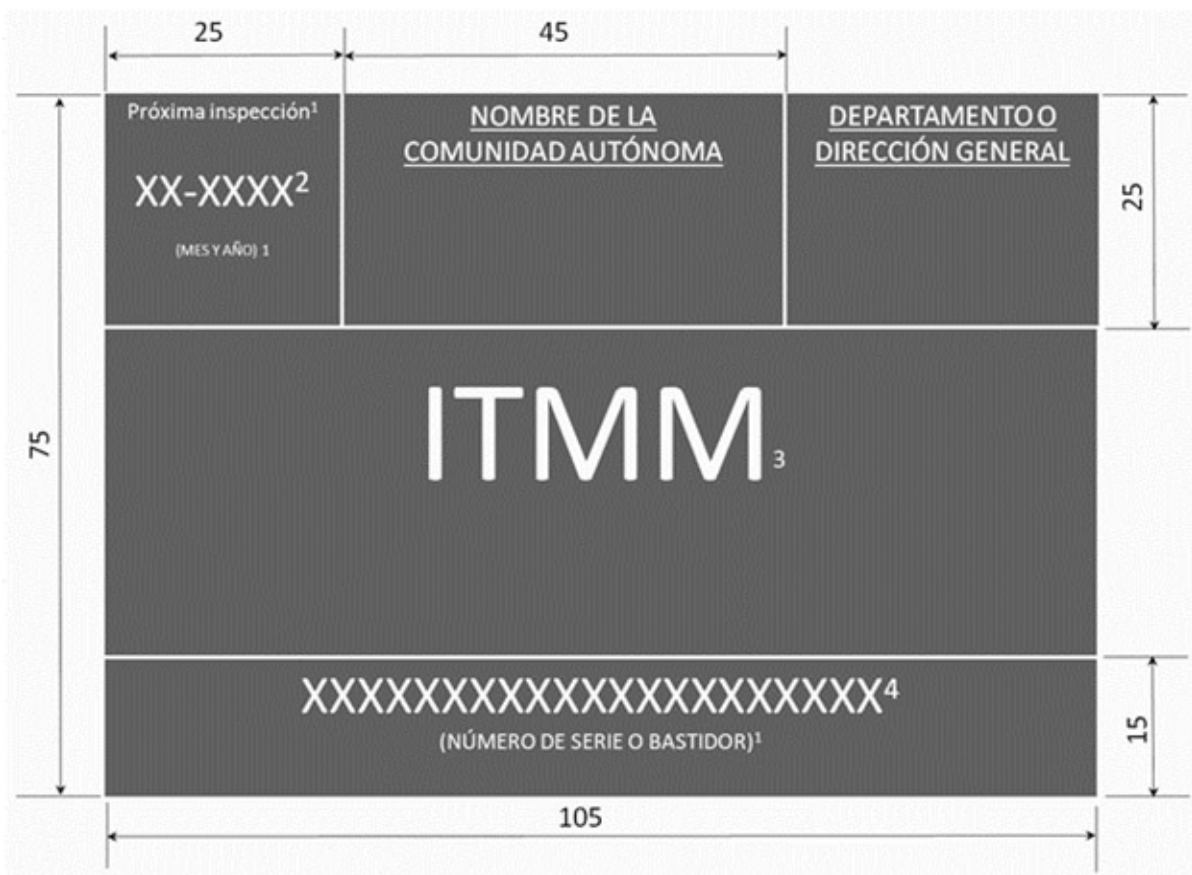 25
45
Próxima inspección¹
XX-XXXX²
(MES Y AÑO) 1
NOMBRE DE LA
COMUNIDAD AUTÓNOMA
DEPARTAMENTO O
DIRECCIÓN GENERAL
25
75
ITMM₃
XXXXXXXXXXXXXXXXXXXXX⁴
(NÚMERO DE SERIE O BASTIDOR)¹
15
105